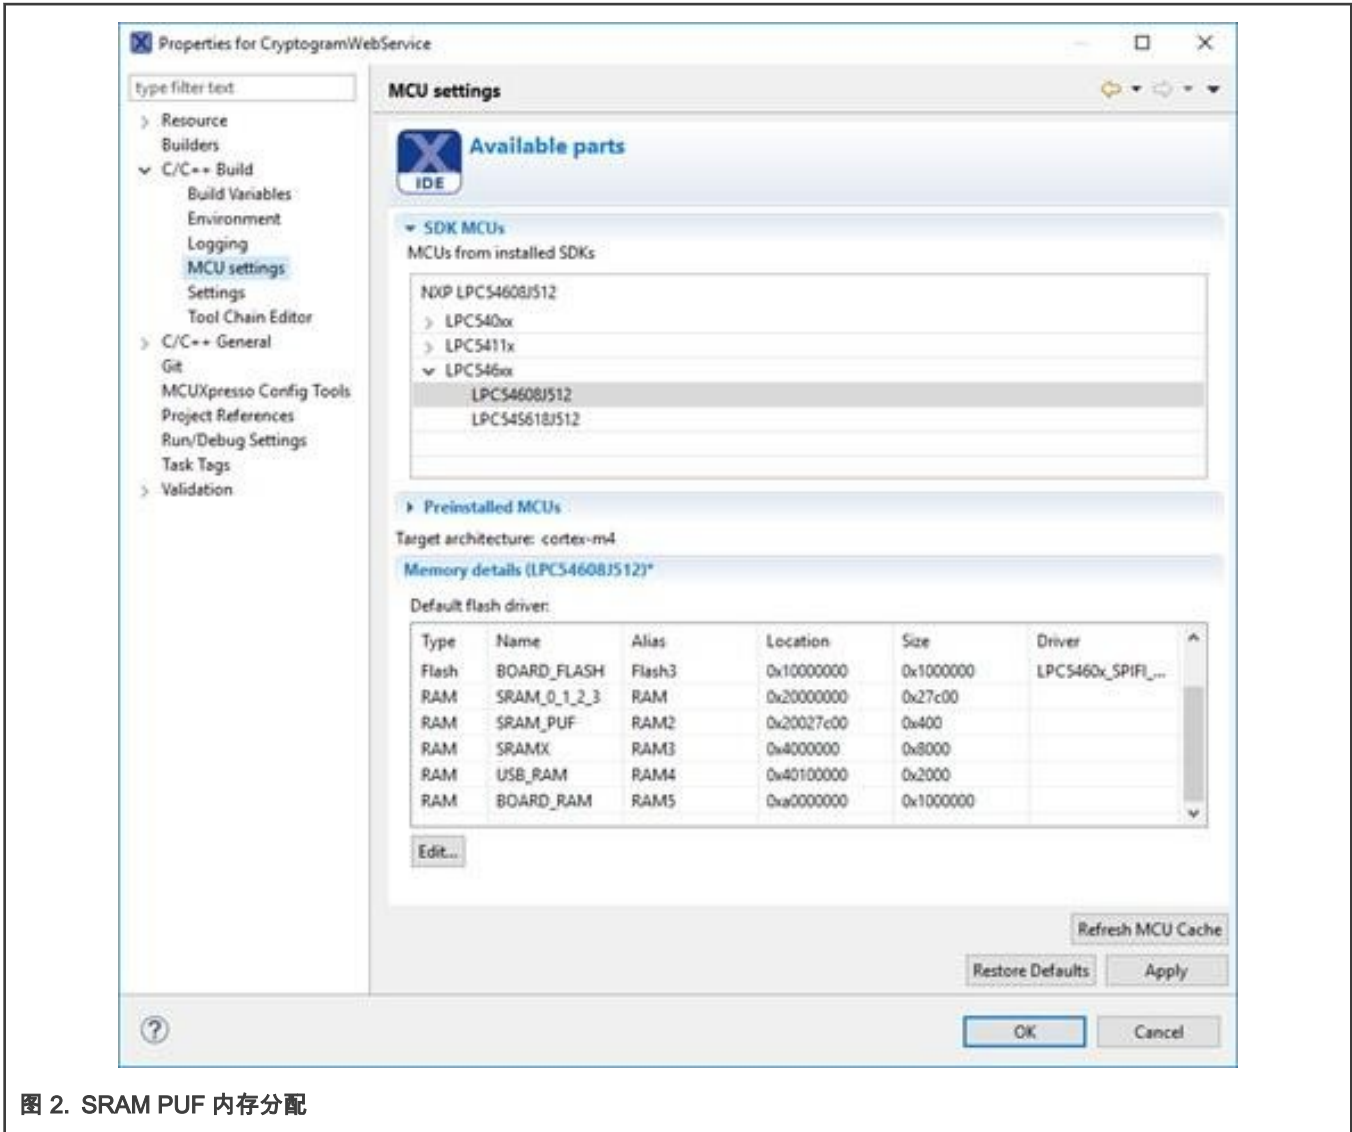 Properties for CryptogramWebService
type filter text
Resource
Builders
C/C++ Build
Build Variables
Environment
Logging
MCU settings
Settings
Tool Chain Editor
C/C++ General
Git
MCUXpresso Config Tools
Project References
Run/Debug Settings
Task Tags
Validation
MCU settings
IDE
Available parts
SDK MCUs
MCUs from installed SDKs
NXP LPC54608J512
LPC540xx
LPC5411x
LPC546xx
LPC54608J512
LPC545618J512
Preinstalled MCUs
Target architecture: cortex-m4
Memory details (LPC54608J512)*
Default flash driver:
Type Name Alias Location Size Driver
Flash BOARD_FLASH Flash3 0x10000000 0x1000000 LPC5460x_SPIFI_...
RAM SRAM_0_1_2_3 RAM 0x20000000 0x27c00
RAM SRAM_PUF RAM2 0x20027c00 0x400
RAM SRAMX RAM3 0x4000000 0x8000
RAM USB_RAM RAM4 0x40100000 0x2000
RAM BOARD_RAM RAM5 0xa0000000 0x1000000
Edit...
Refresh MCU Cache
Restore Defaults Apply
OK Cancel
图 2. SRAM PUF 内存分配